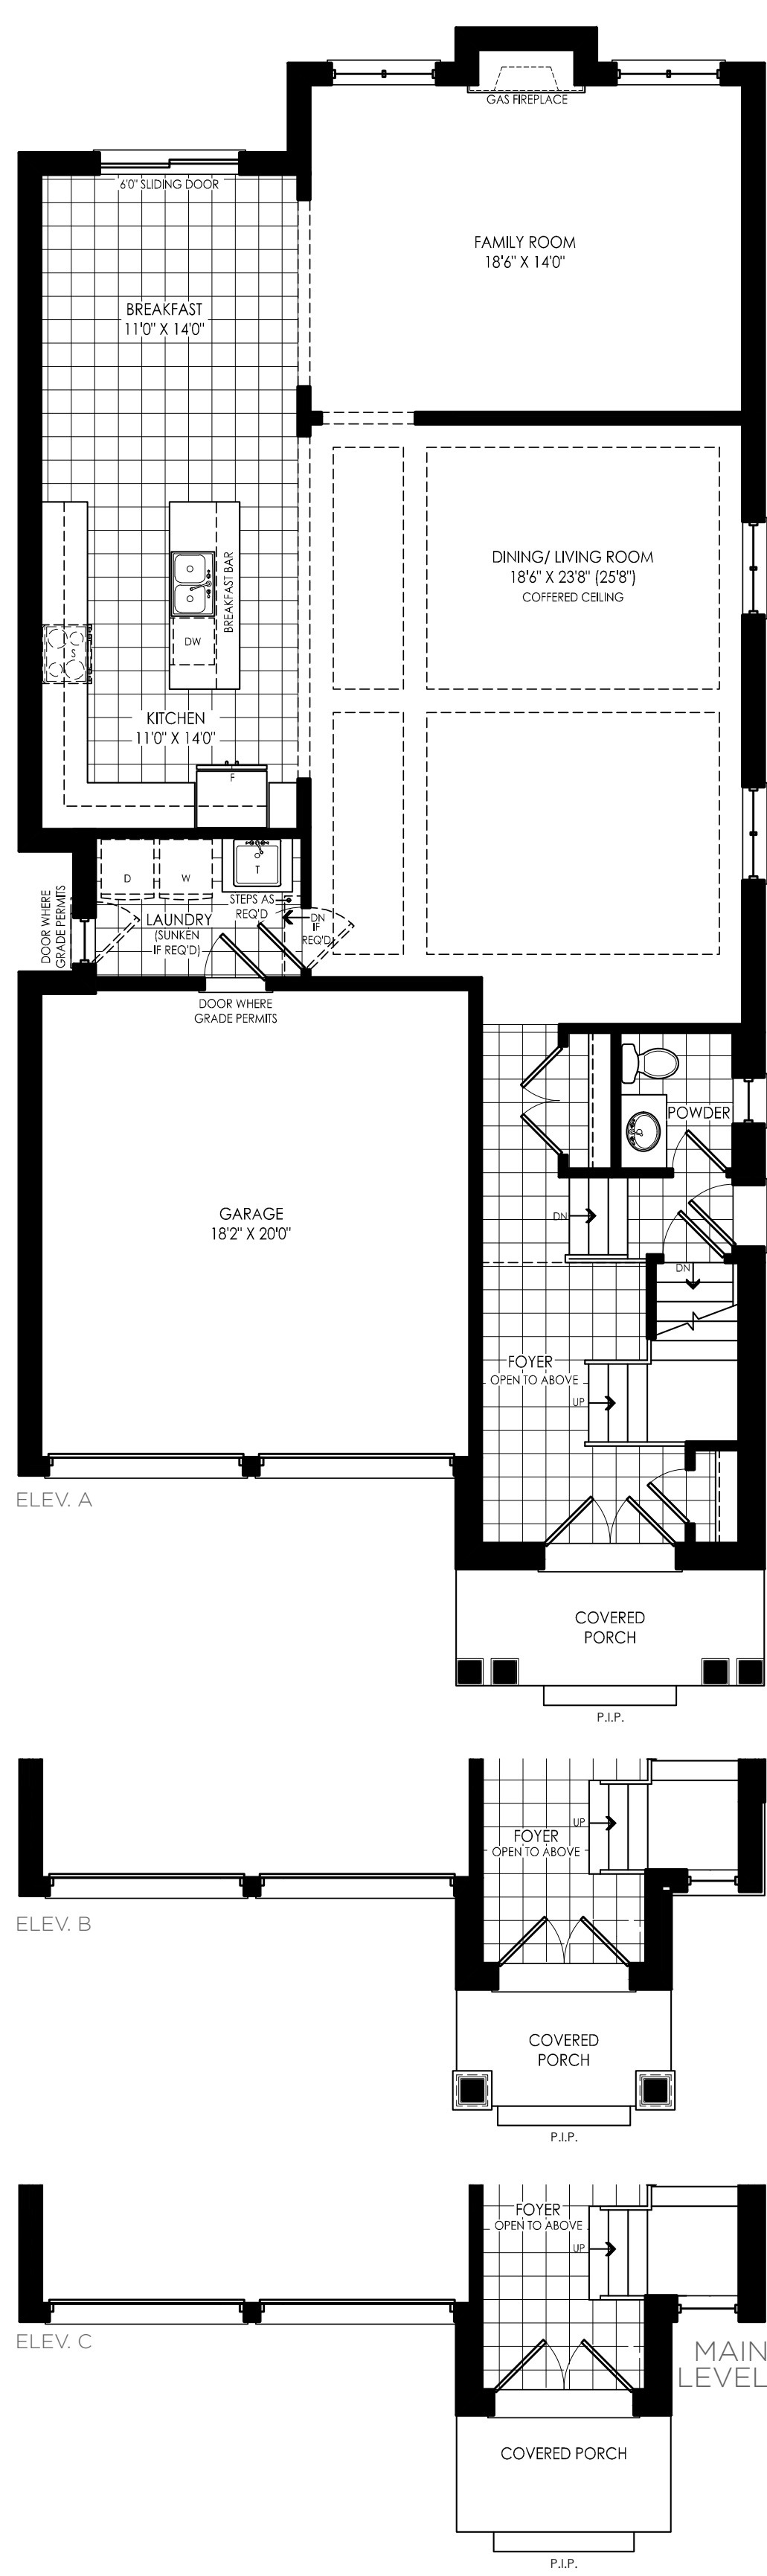 GAS FIREPLACE
6'0" SLIDING DOOR
FAMILY ROOM
18'6" X 14'0"
BREAKFAST
11'0" X 14'0"
DINING/ LIVING ROOM
18'6" X 23'8" (25'8")
COFFERED CEILING
BREAKFAST BAR
DW
S
KITCHEN
11'0" X 14'0"
F
D
W
T
STEPS AS
REQ'D
DOOR WHERE
GRADE PERMITS
LAUNDRY
(SUNKEN
IF REQ'D)
DN
IF
REQ'D
DOOR WHERE
GRADE PERMITS
POWDER
GARAGE
18'2" X 20'0"
DN
DN
FOYER
OPEN TO ABOVE
UP
ELEV. A
COVERED
PORCH
P.I.P.
UP
FOYER
OPEN TO ABOVE
ELEV. B
COVERED
PORCH
P.I.P.
FOYER
OPEN TO ABOVE
UP
ELEV. C
MAIN
LEVEL
COVERED PORCH
P.I.P.